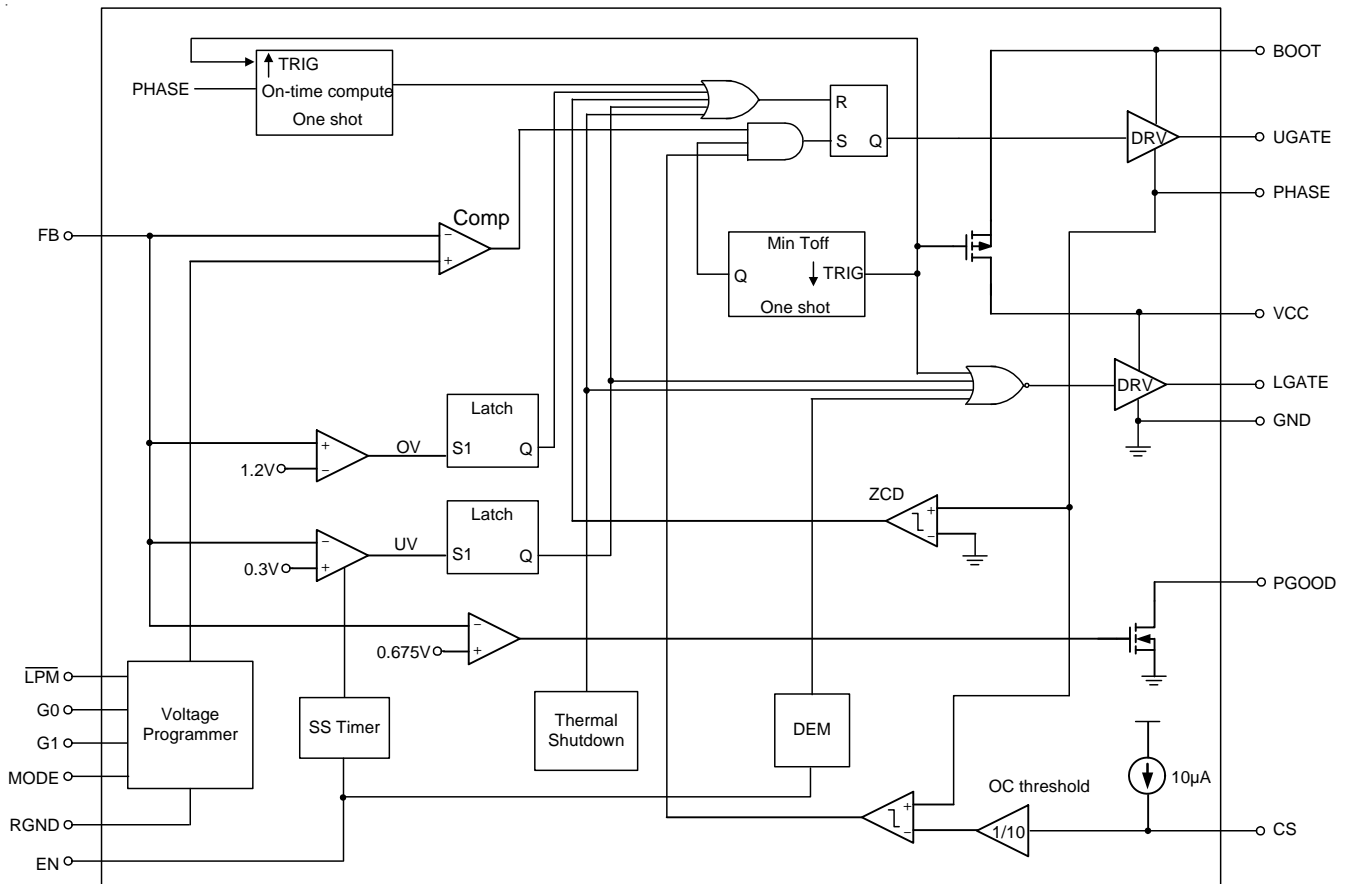 TRIG
BOOT
PHASE
On-time compute
One shot
R
S
Q
DRV
UGATE
PHASE
Comp
FB
−
+
Min Toff
Q
TRIG
One shot
VCC
DRV
LGATE
GND
Latch
+
−
OV
S1
Q
1.2V
ZCD
+
−
Latch
−
+
UV
S1
Q
0.3V
PGOOD
−
+
0.675V
LPM
G0
G1
MODE
Voltage
Programmer
SS Timer
Thermal
Shutdown
DEM
10µA
OC threshold
+
−
1/10
CS
RGND
EN